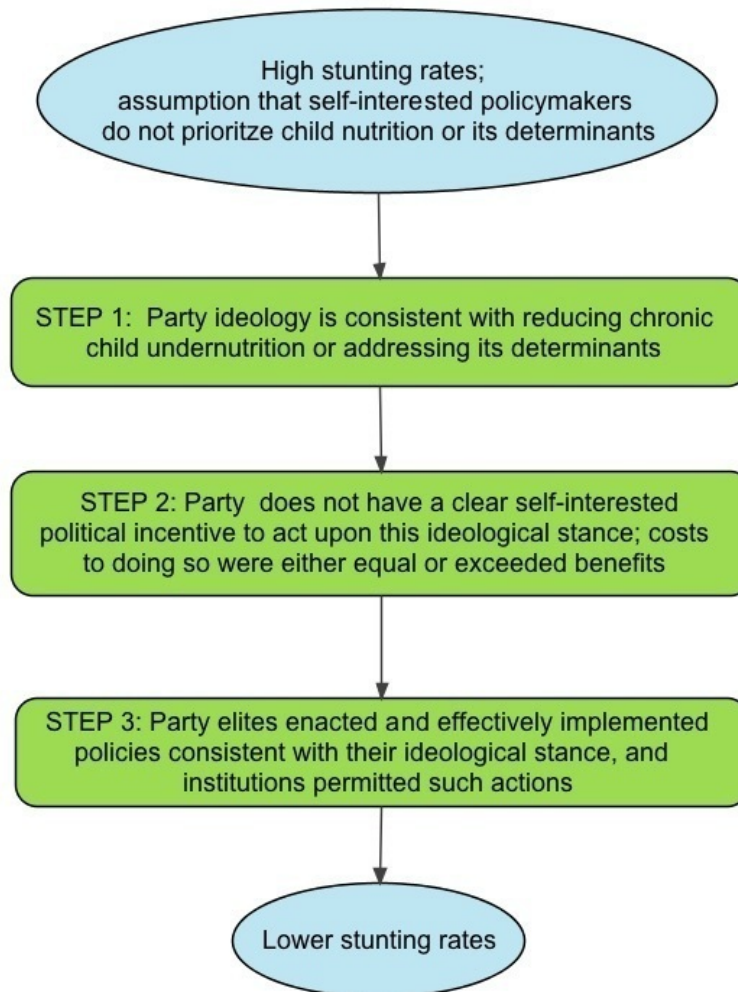 High stunting rates;
assumption that self-interested policymakers
do not prioritze child nutrition or its determinants
STEP 1:  Party ideology is consistent with reducing chronic
child undernutrition or addressing its determinants
STEP 2: Party  does not have a clear self-interested
political incentive to act upon this ideological stance; costs
to doing so were either equal or exceeded benefits
STEP 3: Party elites enacted and effectively implemented
policies consistent with their ideological stance, and
institutions permitted such actions
Lower stunting rates